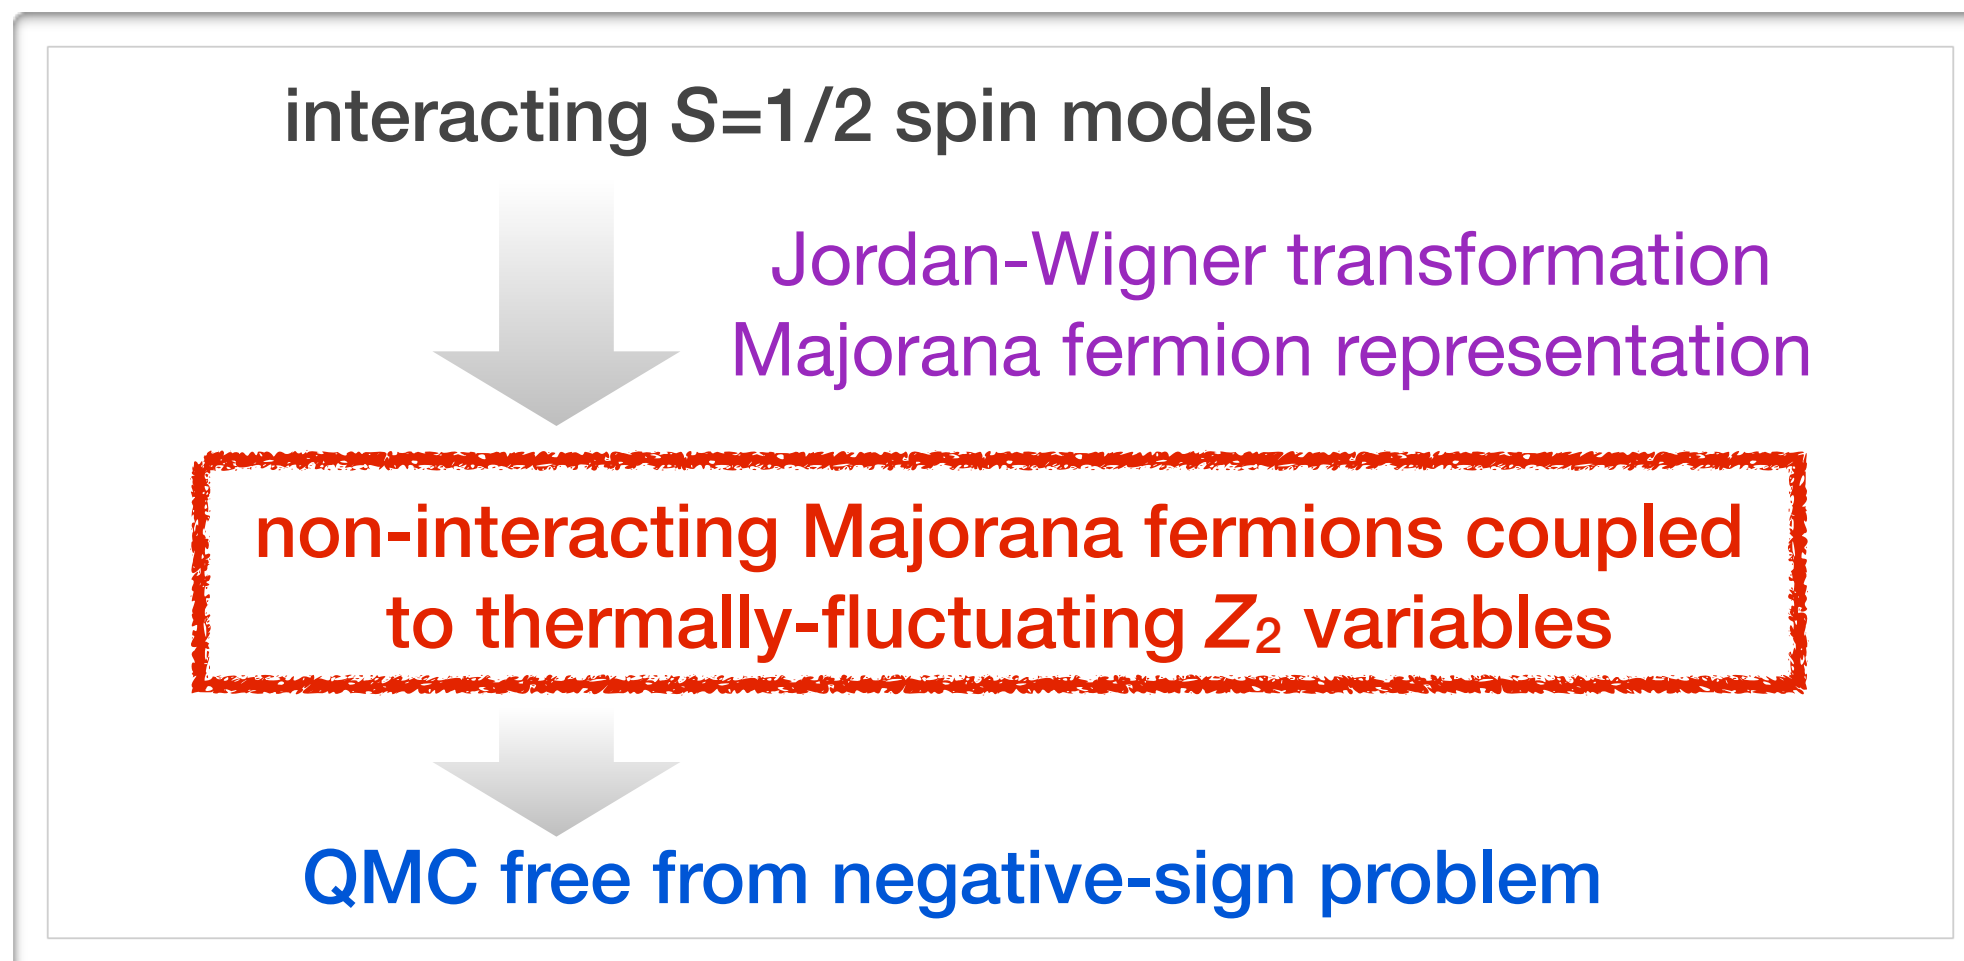 interacting S=1/2 spin models
Jordan-Wigner transformation
Majorana fermion representation
non-interacting Majorana fermions coupled
to thermally-fluctuating Z₂ variables
QMC free from negative-sign problem